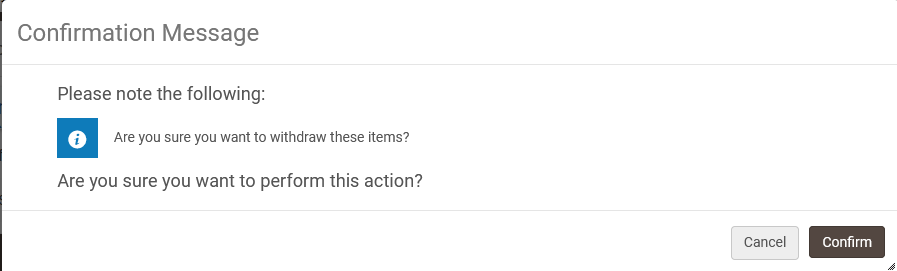 Confirmation Message
Please note the following:
Are you sure you want to withdraw these items?
Are you sure you want to perform this action?
Cancel Confirm